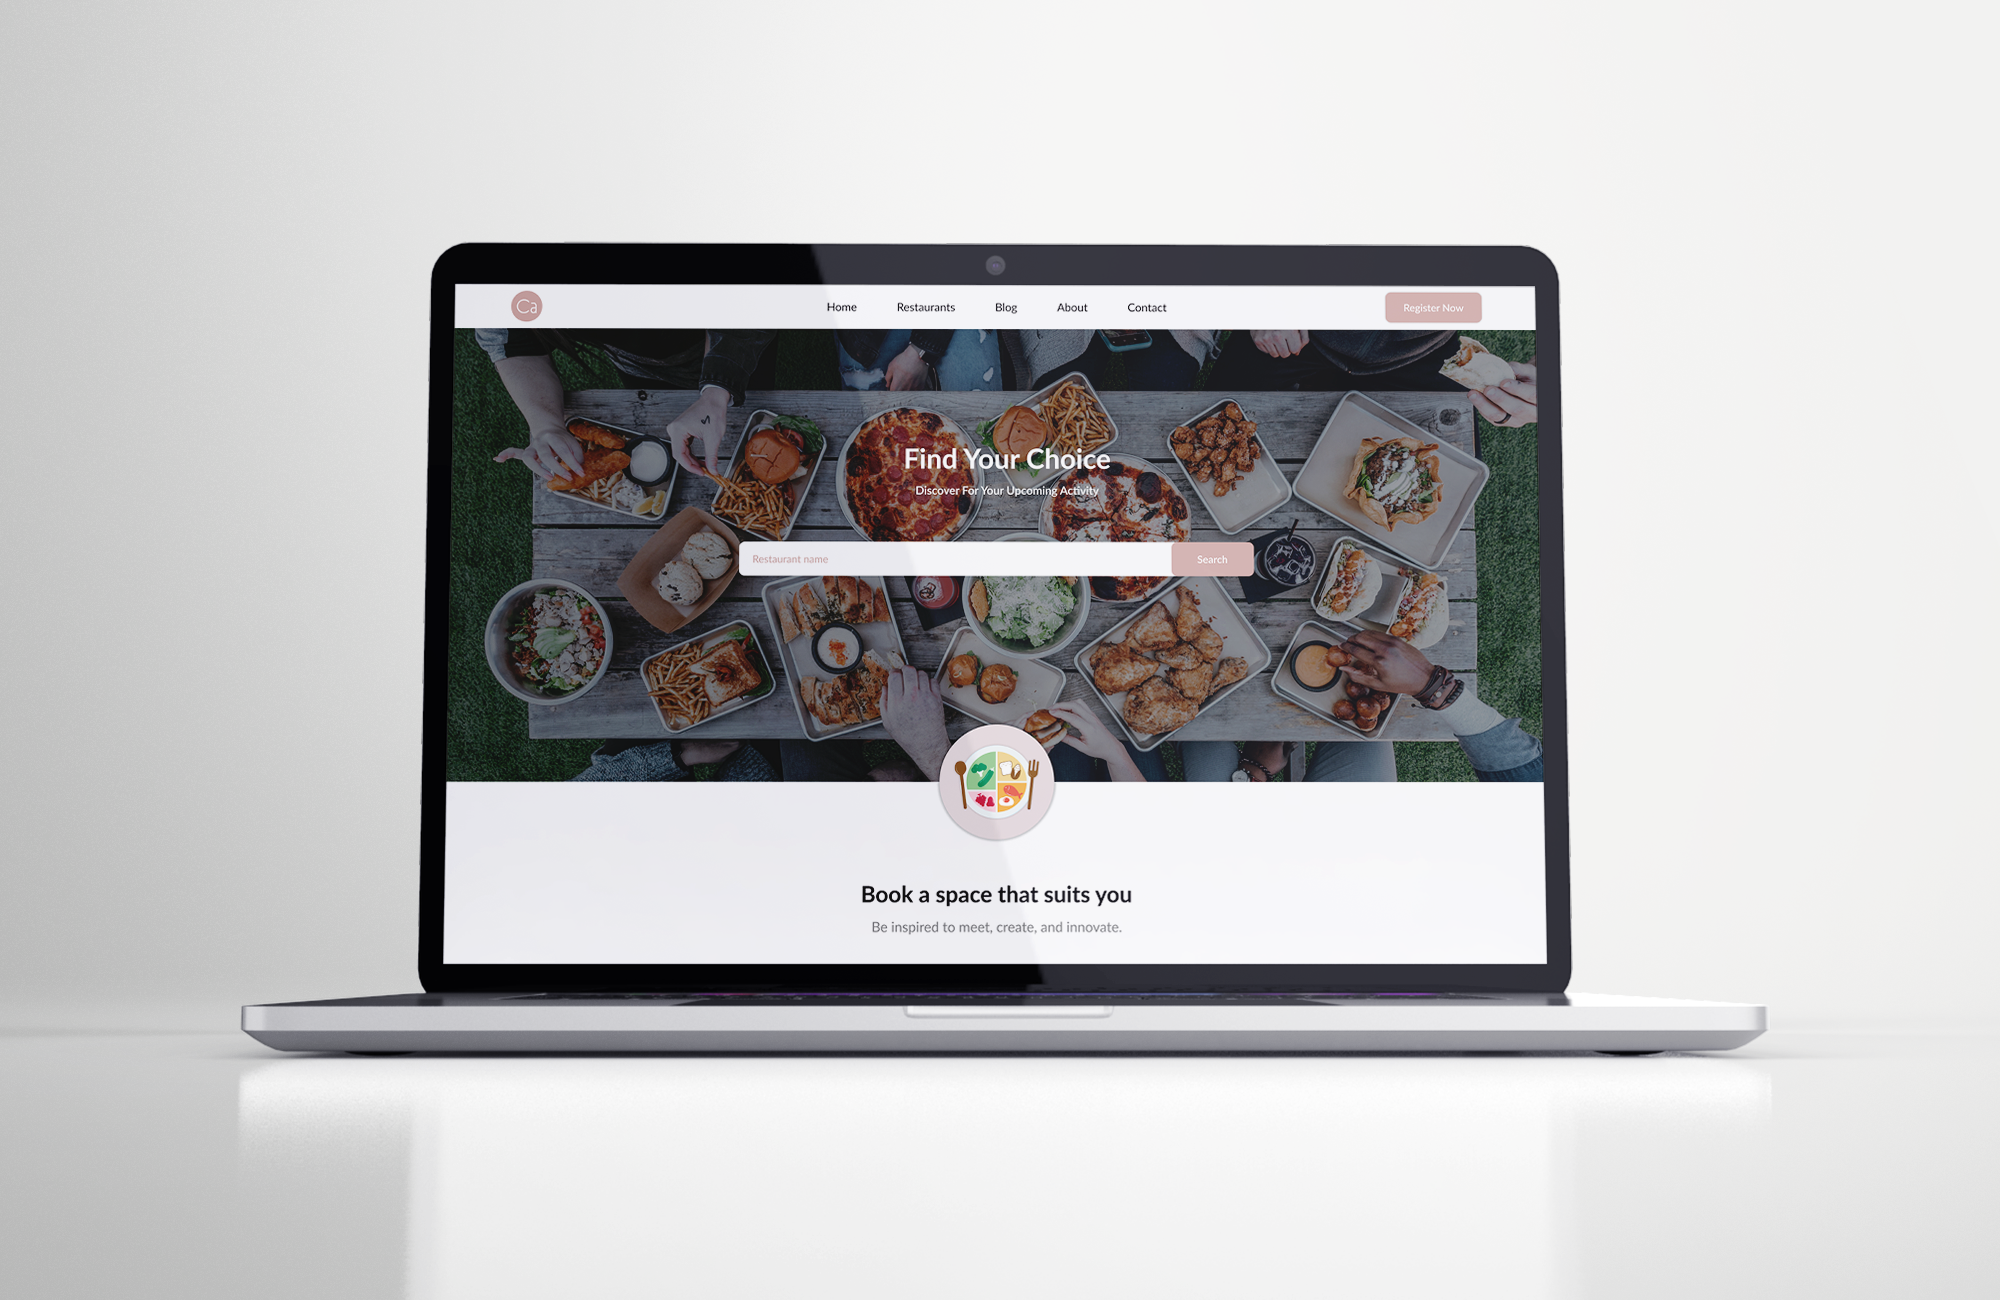 Ca
Home Restaurants Blog About Contact Register Now
Find Your Choice
Discover For Your Upcoming Activity
Restaurant name Search
Book a space that suits you
Be inspired to meet, create, and innovate.